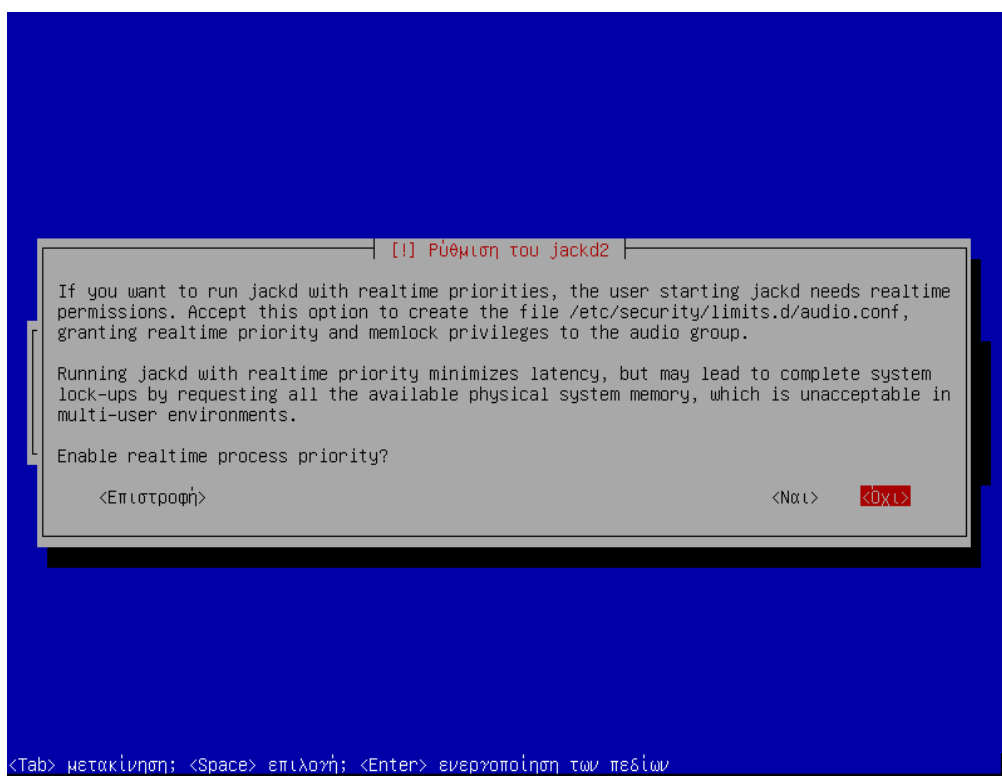 [!] Ρύθμιση του jackd2
If you want to run jackd with realtime priorities, the user starting jackd needs realtime
permissions. Accept this option to create the file /etc/security/limits.d/audio.conf,
granting realtime priority and memlock privileges to the audio group.
Running jackd with realtime priority minimizes latency, but may lead to complete system
lock-ups by requesting all the available physical system memory, which is unacceptable in
multi-user environments.
Enable realtime process priority?
<Επιστροφή> <Ναι> <Όχι>
<Tab> μετακίνηση; <Space> επιλογή; <Enter> ενεργοποίηση των πεδίων